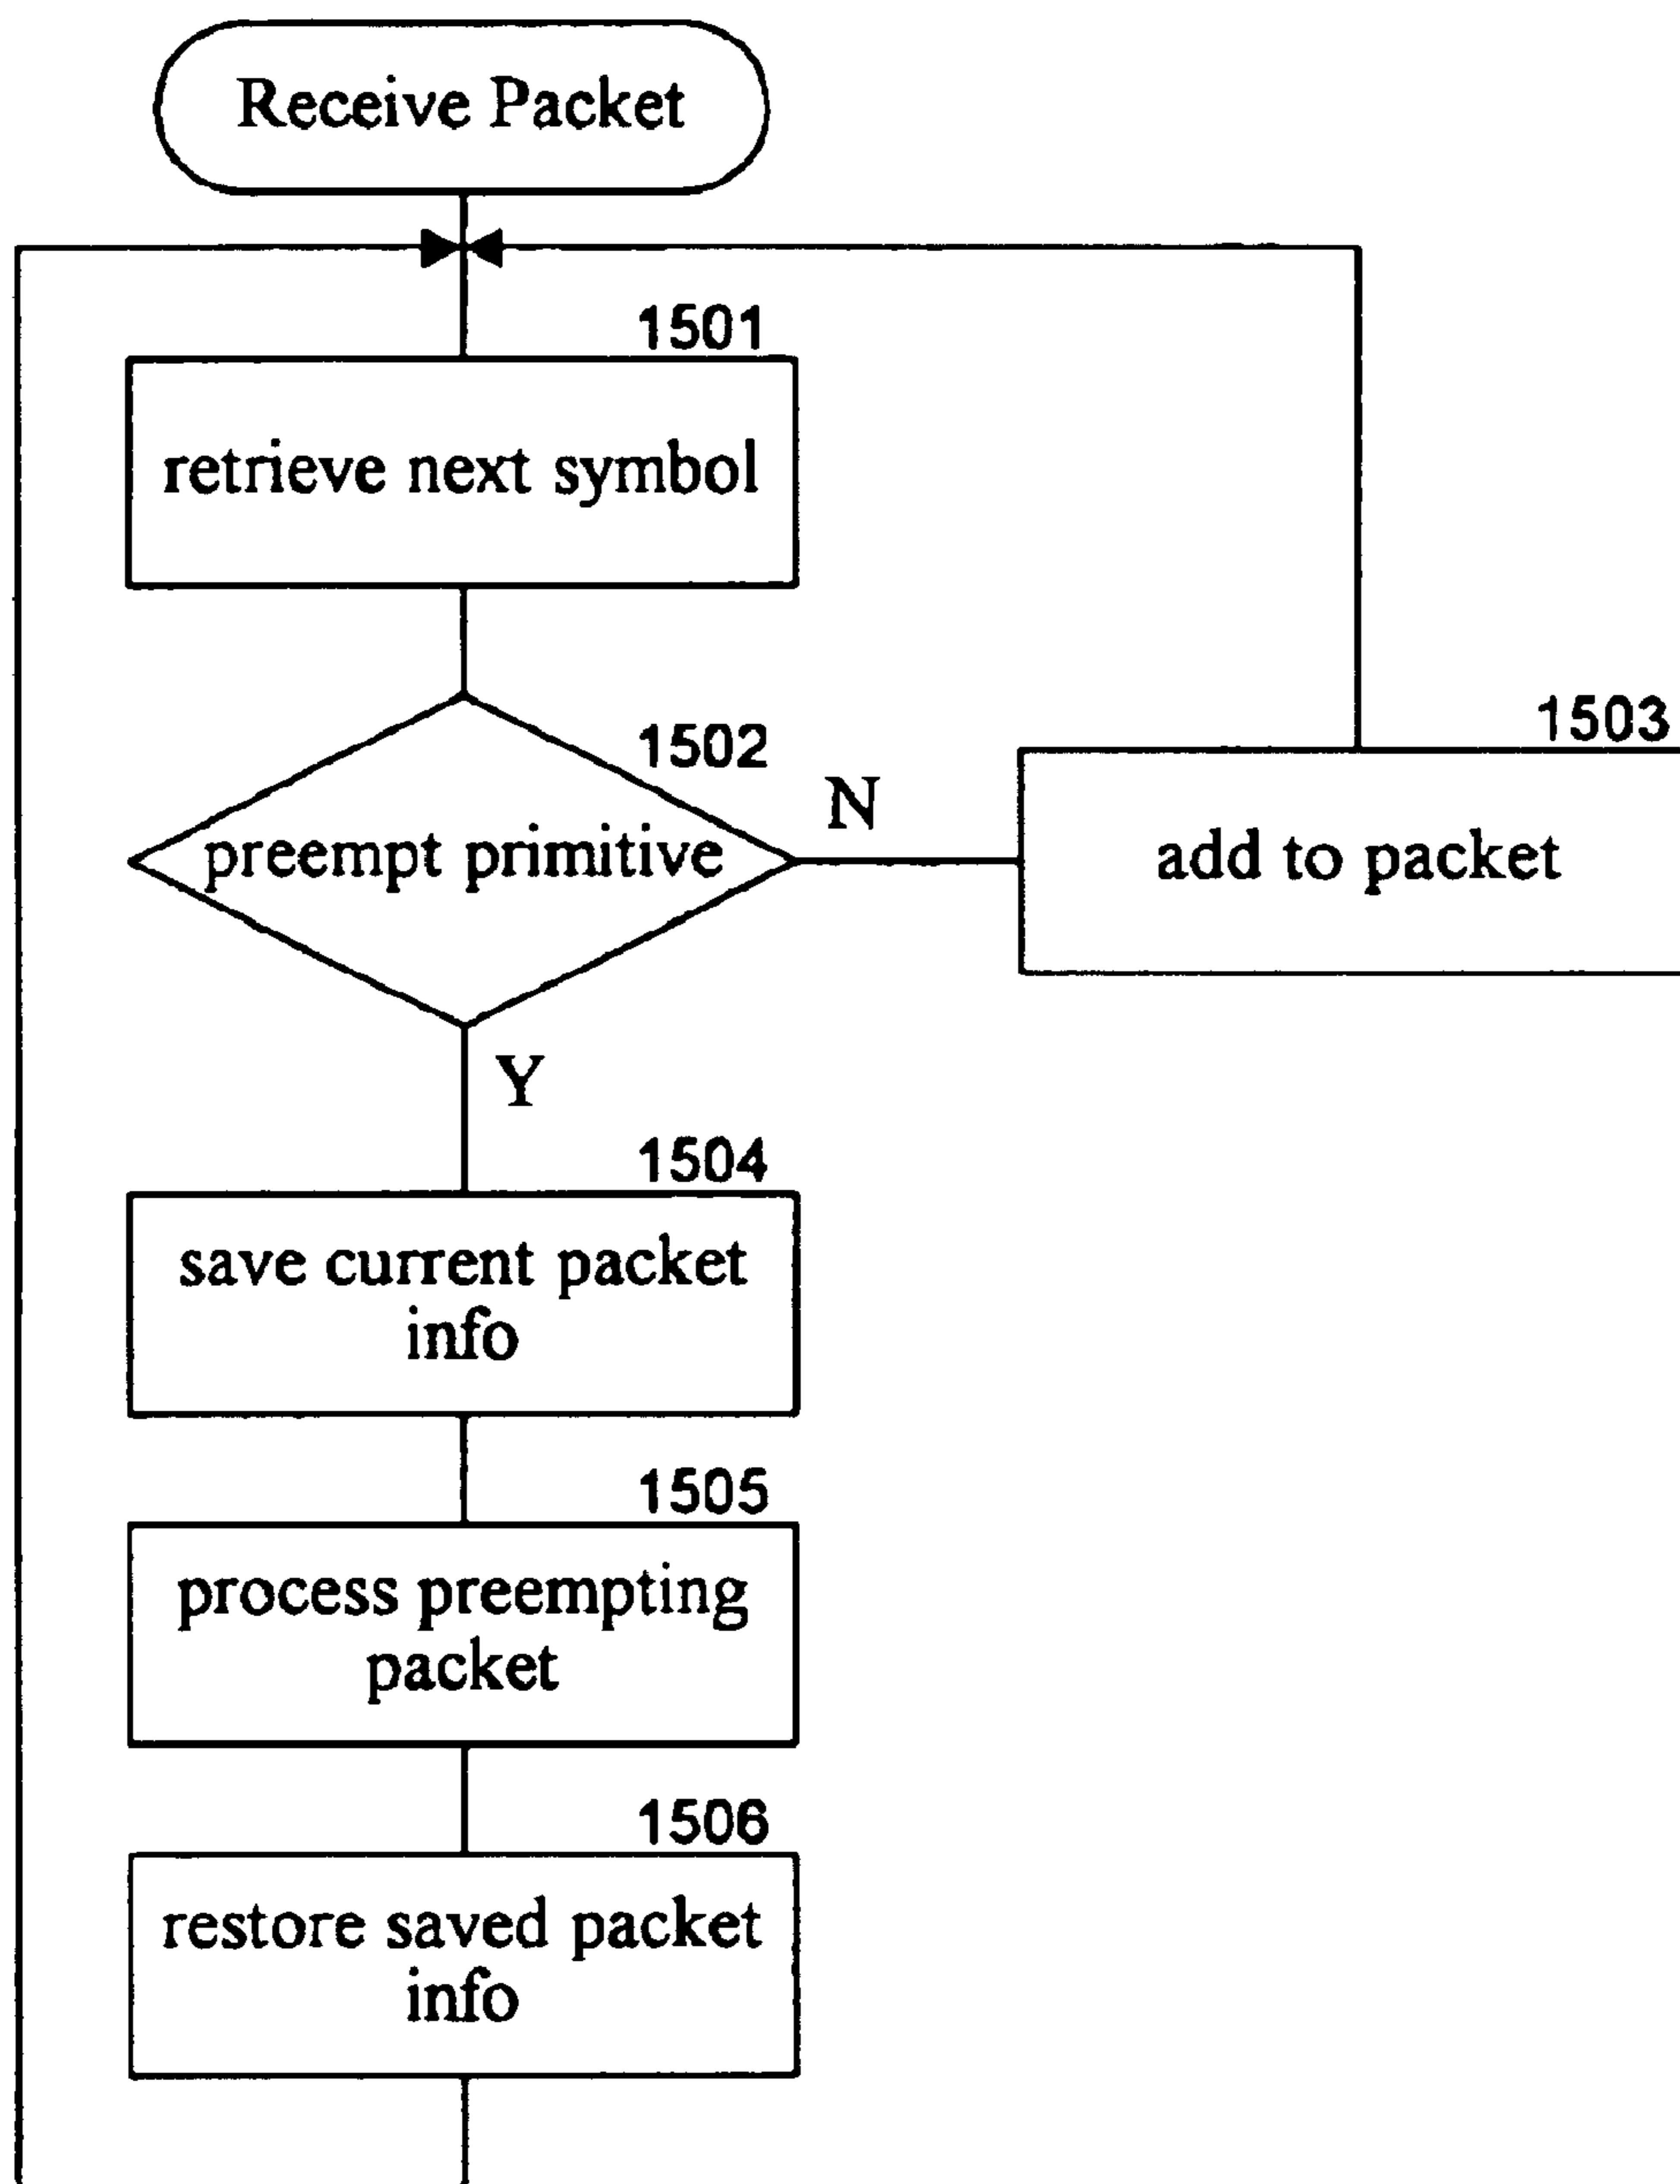 Receive Packet
1501
retrieve next symbol
1502
preempt primitive
N
1503
add to packet
Y
1504
save current packet
info
1505
process preempting
packet
1506
restore saved packet
info